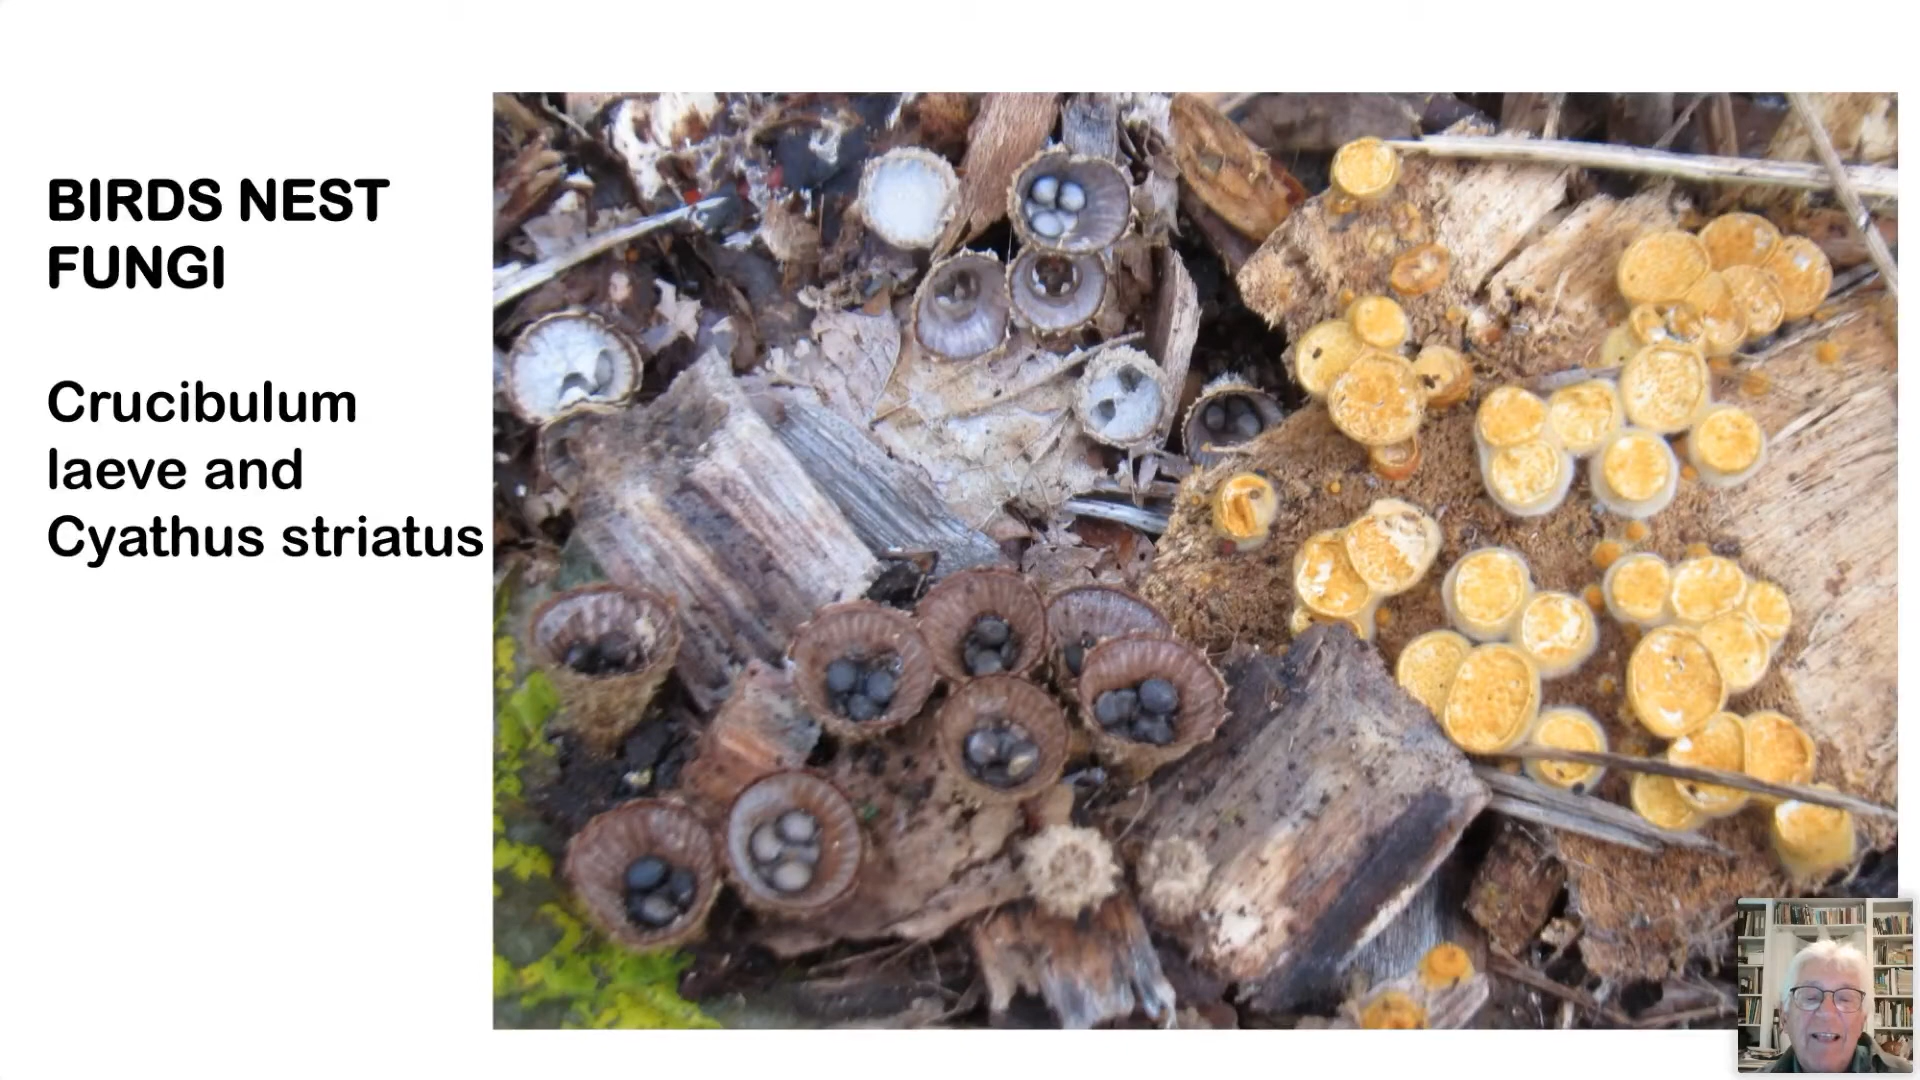 BIRDS NEST
FUNGI
Crucibulum
laeve and
Cyathus striatus